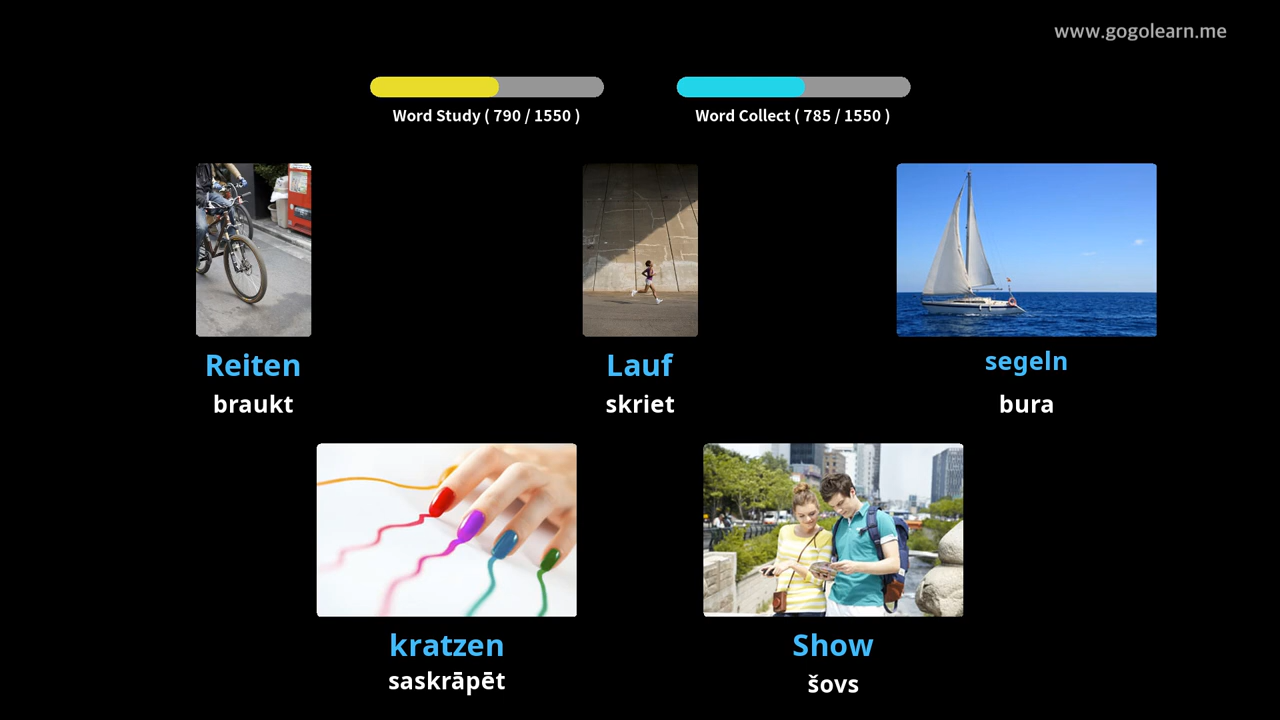 www.gogolearn.me
Word Study ( 790 / 1550 )
Word Collect ( 785 / 1550 )
Reiten
braukt
Lauf
skriet
segeln
bura
kratzen
saskrāpēt
Show
šovs